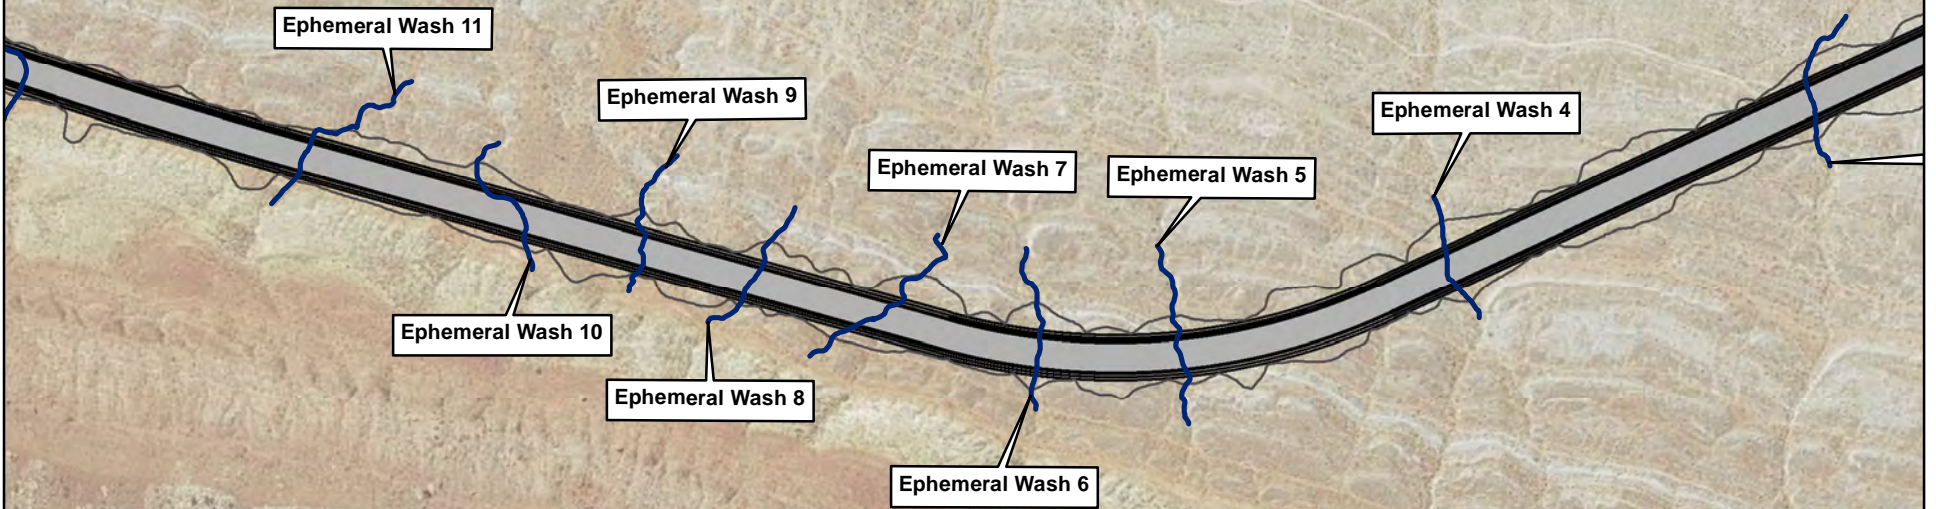 Ephemeral Wash 11
Ephemeral Wash 9
Ephemeral Wash 4
Ephemeral Wash 7
Ephemeral Wash 5
Ephemeral Wash 10
Ephemeral Wash 8
Ephemeral Wash 6